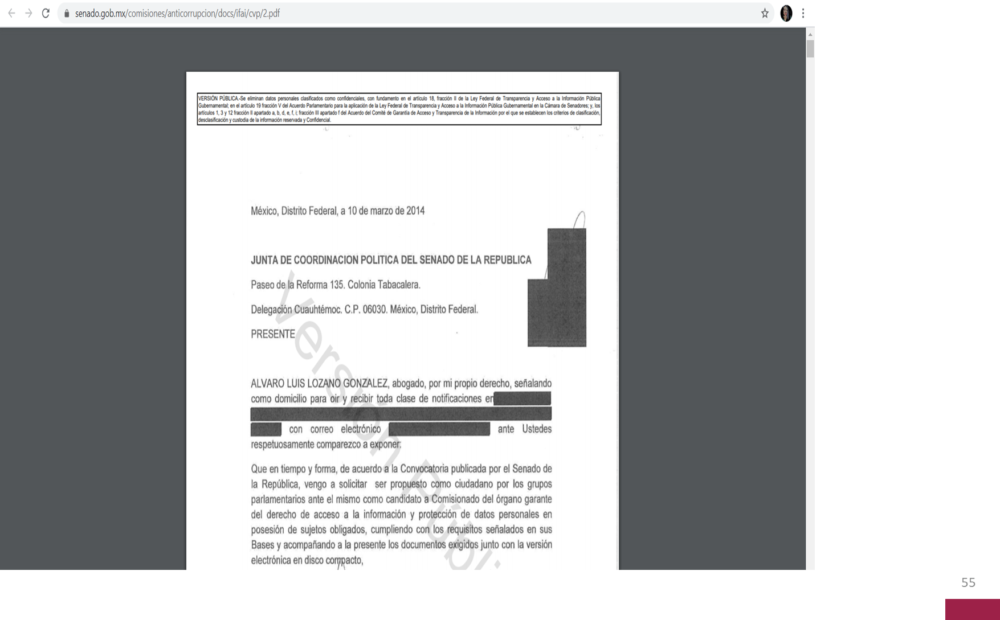 senado.gob.mx/comisiones/anticorrupcion/docs/ifai/cvp/2.pdf
VERSIÓN PÚBLICA.-Se eliminan datos personales clasificados como confidenciales, con fundamento en el artículo 18, fracción II de la Ley Federal de Transparencia y Acceso a la Información Pública
Gubernamental; en el artículo 19 fracción V del Acuerdo Parlamentario para la aplicación de la Ley Federal de Transparencia y Acceso a la Información Pública Gubernamental en la Cámara de Senadores; y, los
artículos 1, 3 y 12 fracción II apartado a, b, d, e, f, i; fracción III apartado f del Acuerdo del Comité de Garantía de Acceso y Transparencia de la Información por el que se establecen los criterios de clasificación,
desclasificación y custodia de la información reservada y Confidencial.
México, Distrito Federal, a 10 de marzo de 2014
JUNTA DE COORDINACION POLITICA DEL SENADO DE LA REPUBLICA
Paseo de la Reforma 135. Colonia Tabacalera.
Delegación Cuauhtémoc. C.P. 06030. México, Distrito Federal.
PRESENTE
ALVARO LUIS LOZANO GONZALEZ, abogado, por mi propio derecho, señalando
como domicilio para oir y recibir toda clase de notificaciones en
con correo electrónico ante Ustedes
respetuosamente comparezco a exponer:
Que en tiempo y forma, de acuerdo a la Convocatoria publicada por el Senado de
la República, vengo a solicitar ser propuesto como ciudadano por los grupos
parlamentarios ante el mismo como candidato a Comisionado del órgano garante
del derecho de acceso a la información y protección de datos personales en
posesión de sujetos obligados, cumpliendo con los requisitos señalados en sus
Bases y acompañando a la presente los documentos exigidos junto con la versión
electrónica en disco compacto,
Versión Públi
55